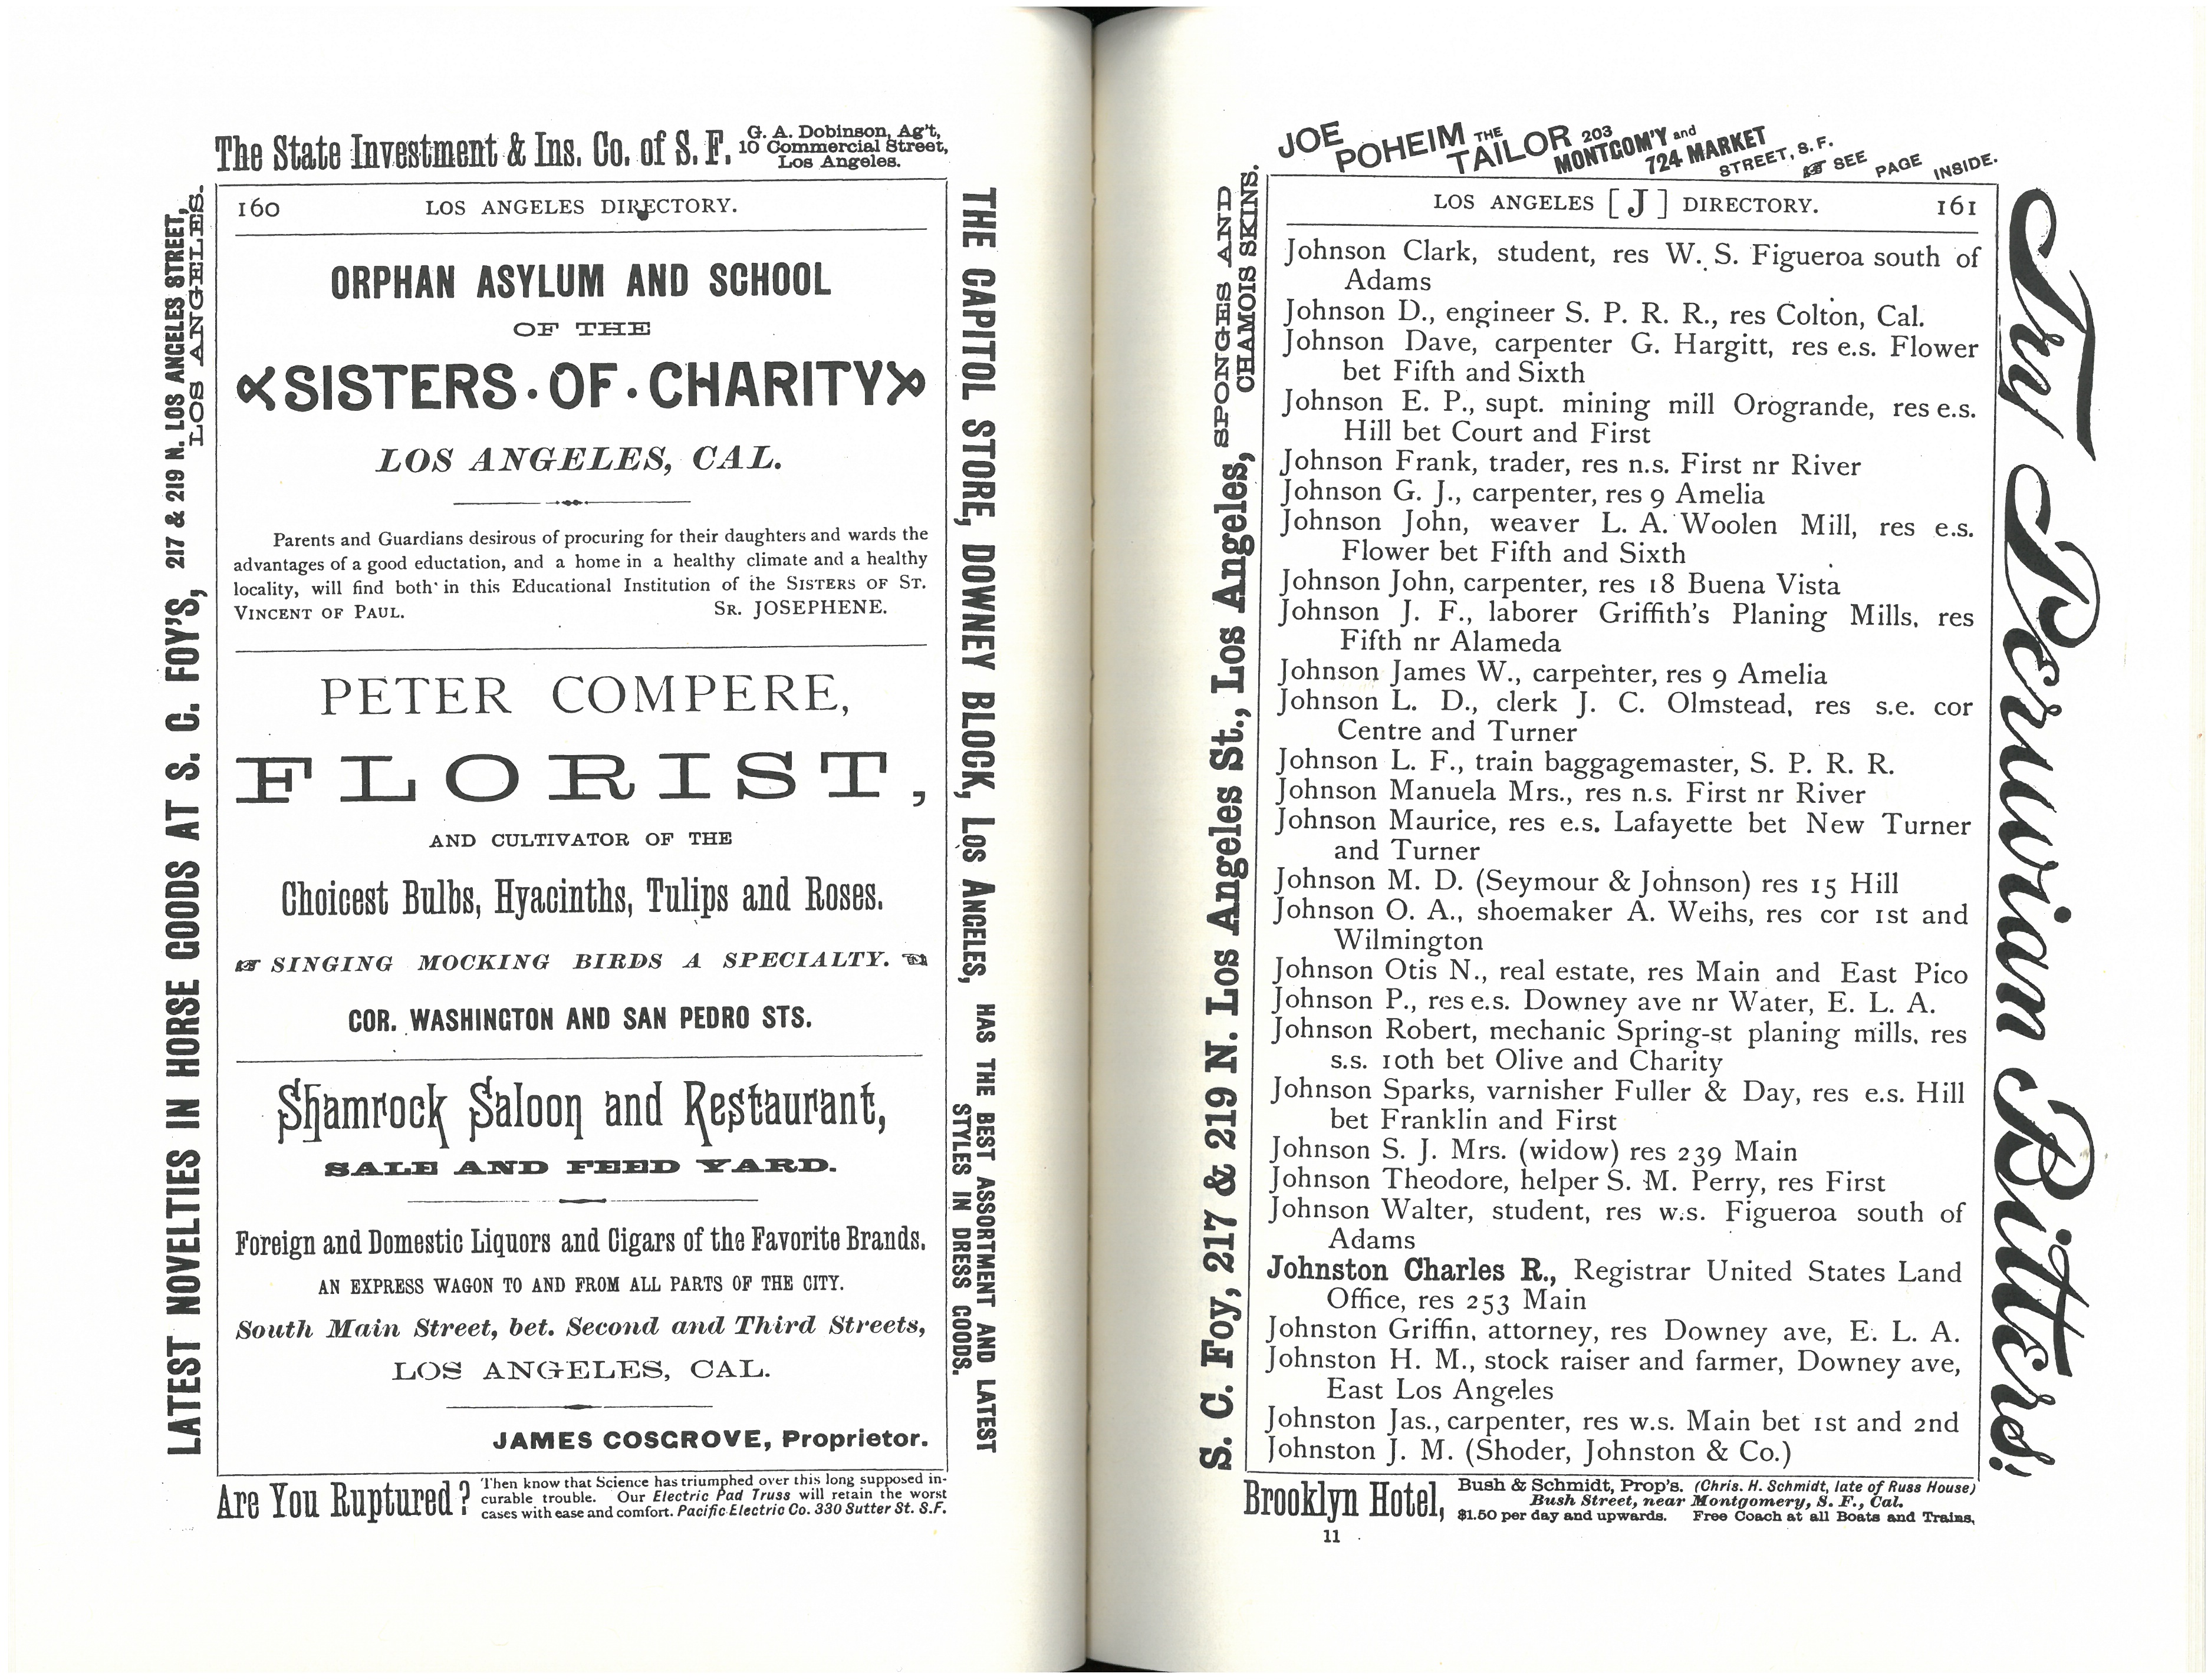 The State Investment & Ins. Co. of S. F. G. A. Dobinson, Ag't,
10 Commercial Street,
Los Angeles.
LATEST NOVELTIES IN HORSE GOODS AT S. C. FOY'S, 217 & 219 N. LOS ANGELES STREET,
LOS ANGELES.
160 LOS ANGELES DIRECTORY.
ORPHAN ASYLUM AND SCHOOL
OF THE
SISTERS · OF · CHARITY
LOS ANGELES, CAL.
Parents and Guardians desirous of procuring for their daughters and wards the
advantages of a good eductation, and a home in a healthy climate and a healthy
locality, will find both in this Educational Institution of the SISTERS OF ST.
VINCENT OF PAUL. SR. JOSEPHENE.
PETER COMPERE,
FLORIST,
AND CULTIVATOR OF THE
Choicest Bulbs, Hyacinths, Tulips and Roses.
☞ SINGING MOCKING BIRDS A SPECIALTY. ☜
COR. WASHINGTON AND SAN PEDRO STS.
Shamrock Saloon and Restaurant,
SALE AND FEED YARD.
Foreign and Domestic Liquors and Cigars of the Favorite Brands.
AN EXPRESS WAGON TO AND FROM ALL PARTS OF THE CITY.
South Main Street, bet. Second and Third Streets,
LOS ANGELES, CAL.
JAMES COSGROVE, Proprietor.
THE CAPITOL STORE, DOWNEY BLOCK, LOS ANGELES, HAS THE BEST ASSORTMENT AND LATEST
STYLES IN DRESS GOODS.
Are You Ruptured? Then know that Science has triumphed over this long supposed in-
curable trouble. Our Electric Pad Truss will retain the worst
cases with ease and comfort. Pacific Electric Co. 330 Sutter St. S.F.
JOE POHEIM THE TAILOR 203 MONTGOM'Y and 724 MARKET STREET, S. F. ☞ SEE PAGE INSIDE.
S. C. Foy, 217 & 219 N. Los Angeles St., Los Angeles, SPONGES AND
CHAMOIS SKINS.
LOS ANGELES [J] DIRECTORY. 161
Johnson Clark, student, res W. S. Figueroa south of
Adams
Johnson D., engineer S. P. R. R., res Colton, Cal.
Johnson Dave, carpenter G. Hargitt, res e.s. Flower
bet Fifth and Sixth
Johnson E. P., supt. mining mill Orogrande, res e.s.
Hill bet Court and First
Johnson Frank, trader, res n.s. First nr River
Johnson G. J., carpenter, res 9 Amelia
Johnson John, weaver L. A. Woolen Mill, res e.s.
Flower bet Fifth and Sixth
Johnson John, carpenter, res 18 Buena Vista
Johnson J. F., laborer Griffith's Planing Mills, res
Fifth nr Alameda
Johnson James W., carpenter, res 9 Amelia
Johnson L. D., clerk J. C. Olmstead, res s.e. cor
Centre and Turner
Johnson L. F., train baggagemaster, S. P. R. R.
Johnson Manuela Mrs., res n.s. First nr River
Johnson Maurice, res e.s. Lafayette bet New Turner
and Turner
Johnson M. D. (Seymour & Johnson) res 15 Hill
Johnson O. A., shoemaker A. Weihs, res cor 1st and
Wilmington
Johnson Otis N., real estate, res Main and East Pico
Johnson P., res e.s. Downey ave nr Water, E. L. A.
Johnson Robert, mechanic Spring-st planing mills, res
s.s. 10th bet Olive and Charity
Johnson Sparks, varnisher Fuller & Day, res e.s. Hill
bet Franklin and First
Johnson S. J. Mrs. (widow) res 239 Main
Johnson Theodore, helper S. M. Perry, res First
Johnson Walter, student, res w.s. Figueroa south of
Adams
Johnston Charles R., Registrar United States Land
Office, res 253 Main
Johnston Griffin, attorney, res Downey ave, E. L. A.
Johnston H. M., stock raiser and farmer, Downey ave,
East Los Angeles
Johnston Jas., carpenter, res w.s. Main bet 1st and 2nd
Johnston J. M. (Shoder, Johnston & Co.)
Try Peruvian Bitters!
Brooklyn Hotel, Bush & Schmidt, Prop's. (Chris. H. Schmidt, late of Russ House)
Bush Street, near Montgomery, S. F., Cal.
$1.50 per day and upwards. Free Coach at all Boats and Trains,
11